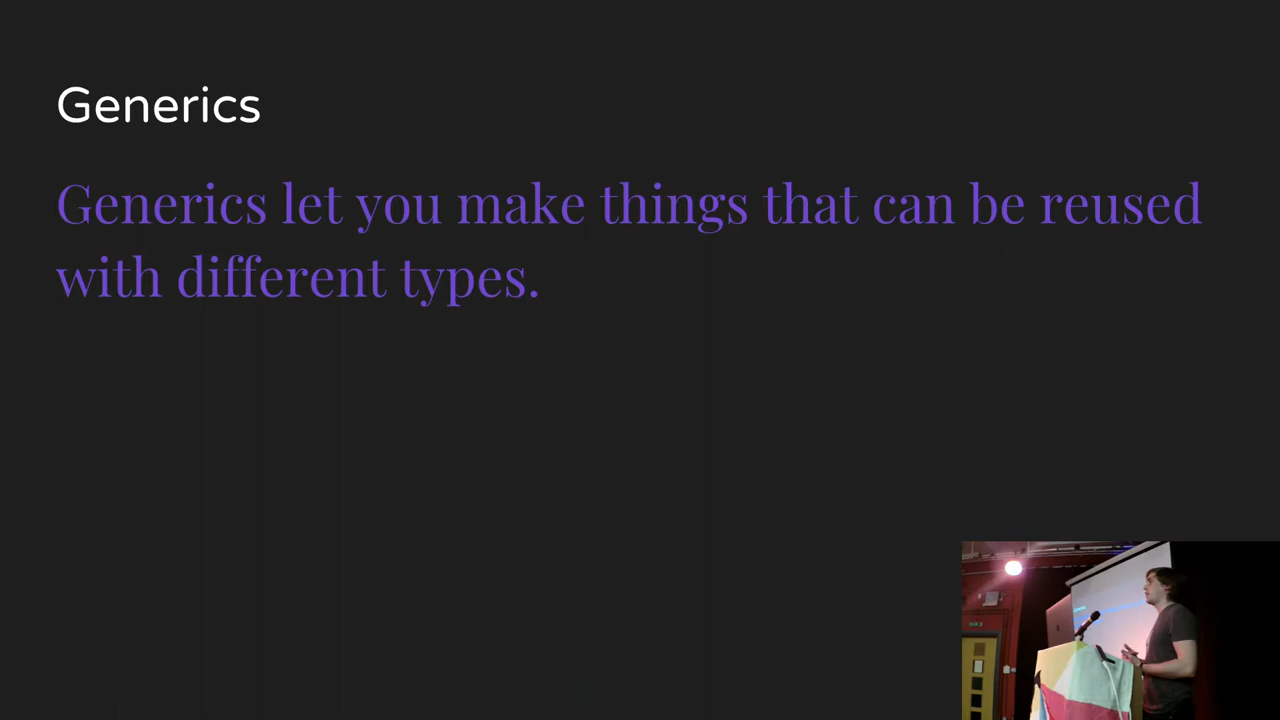 Generics
Generics let you make things that can be reused
with different types.